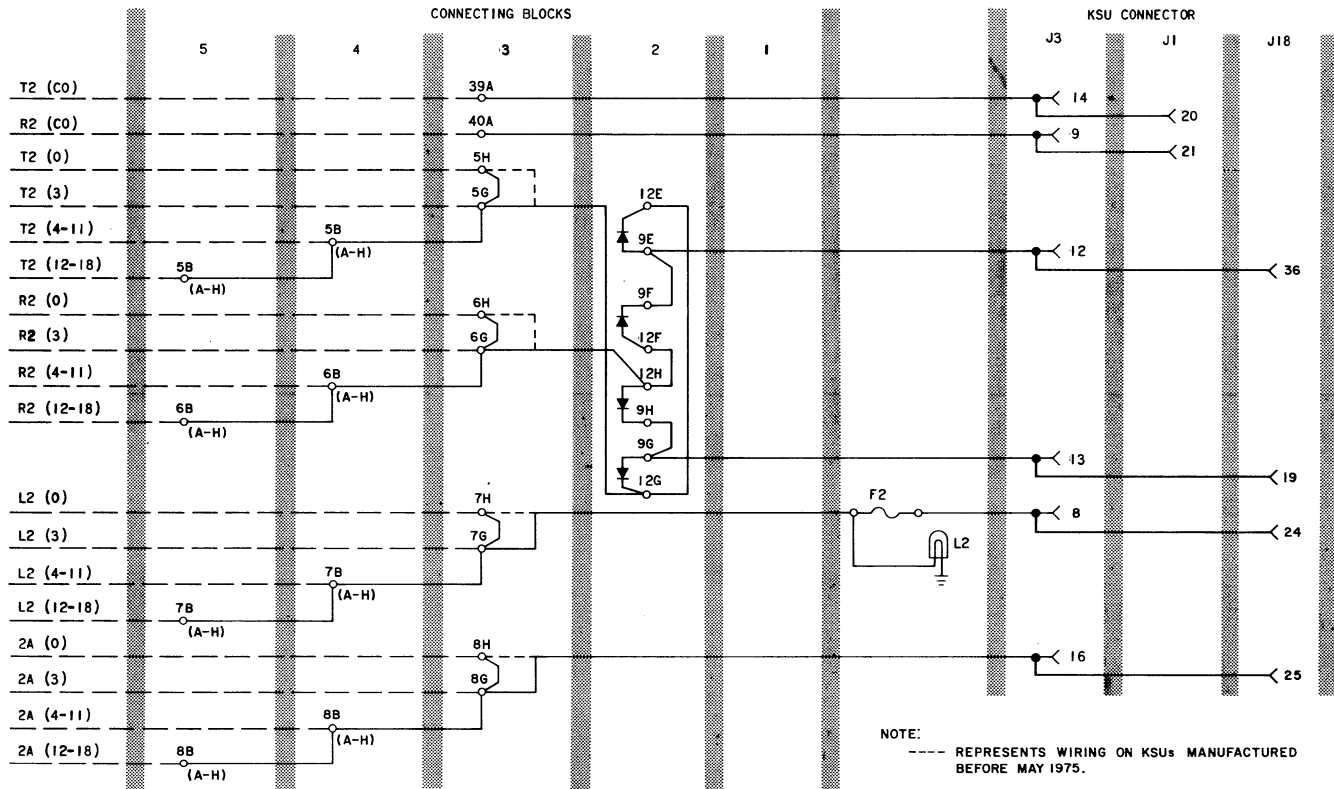 CONNECTING BLOCKS
KSU CONNECTOR
5 4 3 2 1 J3 J1 J18
T2 (CO) 39A 14
20
R2 (CO) 40A 9
21
T2 (0) 5H
T2 (3) 5G 12E
T2 (4-11) 5B 9E 12
(A-H)
T2 (12-18) 5B 36
(A-H)
R2 (0) 6H 9F
R2 (3) 6G 12F
R2 (4-11) 6B 12H
(A-H)
R2 (12-18) 6B 9H
(A-H)
9G 13
12G 19
L2 (0) 7H F2 8
24
L2 (3) 7G L2
L2 (4-11) 7B
(A-H)
L2 (12-18) 7B
(A-H)
2A (0) 8H 16
2A (3) 8G 25
2A (4-11) 8B
(A-H)
2A (12-18) 8B
(A-H)
NOTE:
---- REPRESENTS WIRING ON KSUs MANUFACTURED
BEFORE MAY 1975.